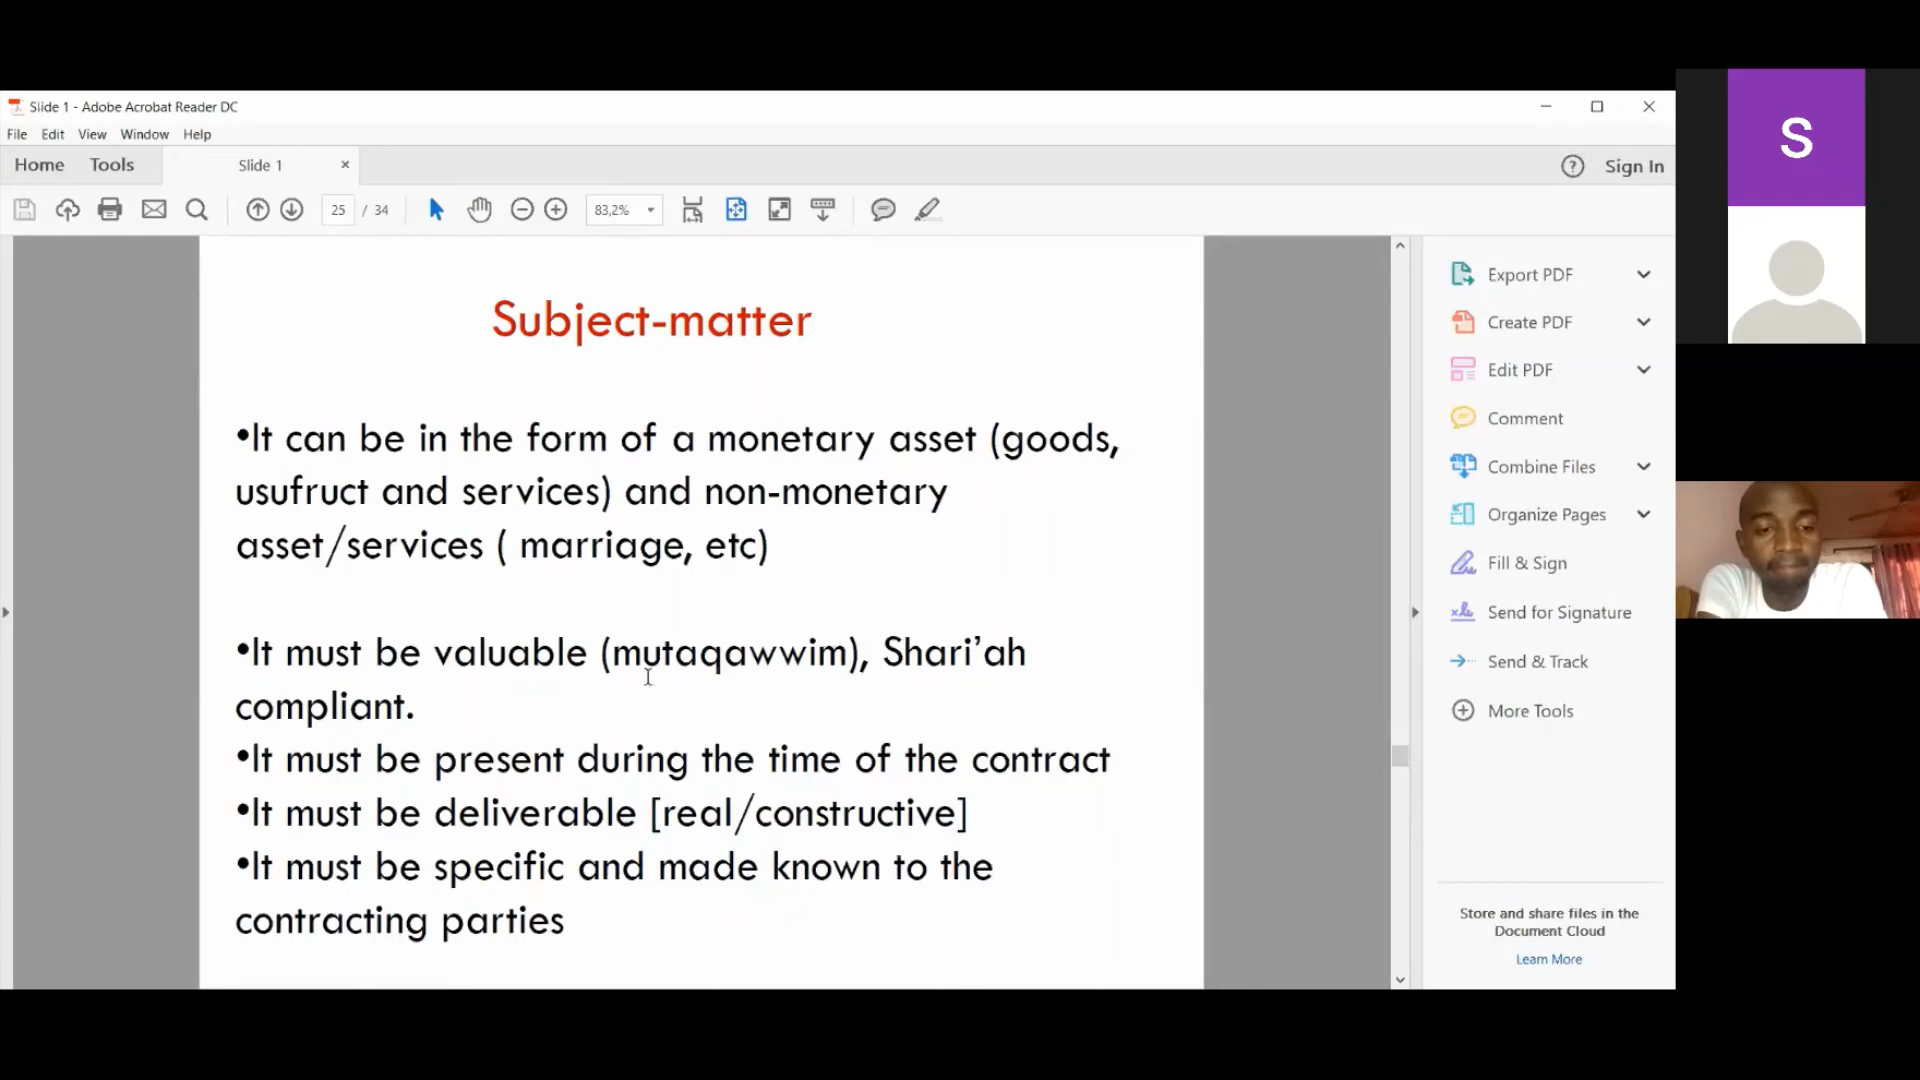 Slide 1 - Adobe Acrobat Reader DC
File Edit View Window Help
Home Tools Slide 1 × Sign In
25 / 34 83,2%
Subject-matter
•It can be in the form of a monetary asset (goods,
usufruct and services) and non-monetary
asset/services ( marriage, etc)
•It must be valuable (mutaqawwim), Shari’ah
compliant.
•It must be present during the time of the contract
•It must be deliverable [real/constructive]
•It must be specific and made known to the
contracting parties
Export PDF
Create PDF
Edit PDF
Comment
Combine Files
Organize Pages
Fill & Sign
Send for Signature
Send & Track
More Tools
Store and share files in the
Document Cloud
Learn More
S